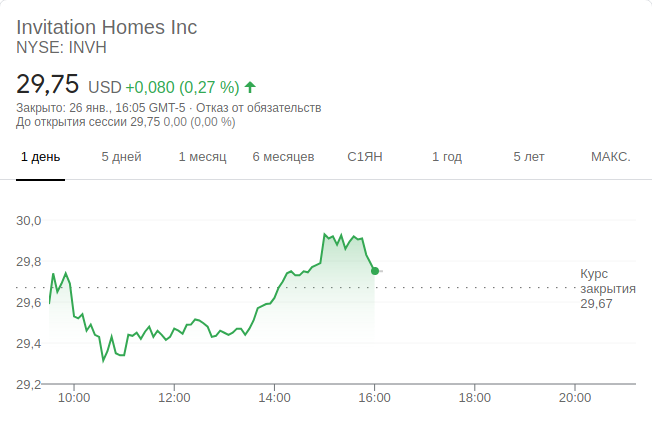 Invitation Homes Inc
NYSE: INVH
29,75 USD +0,080 (0,27 %)
Закрыто: 26 янв., 16:05 GMT-5 · Отказ от обязательств
До открытия сессии 29,75 0,00 (0,00 %)
1 день 5 дней 1 месяц 6 месяцев С1ЯН 1 год 5 лет МАКС.
30,0
29,8
Курс
закрытия
29,6
29,67
29,4
29,2
10:00 12:00 14:00 16:00 18:00 20:00